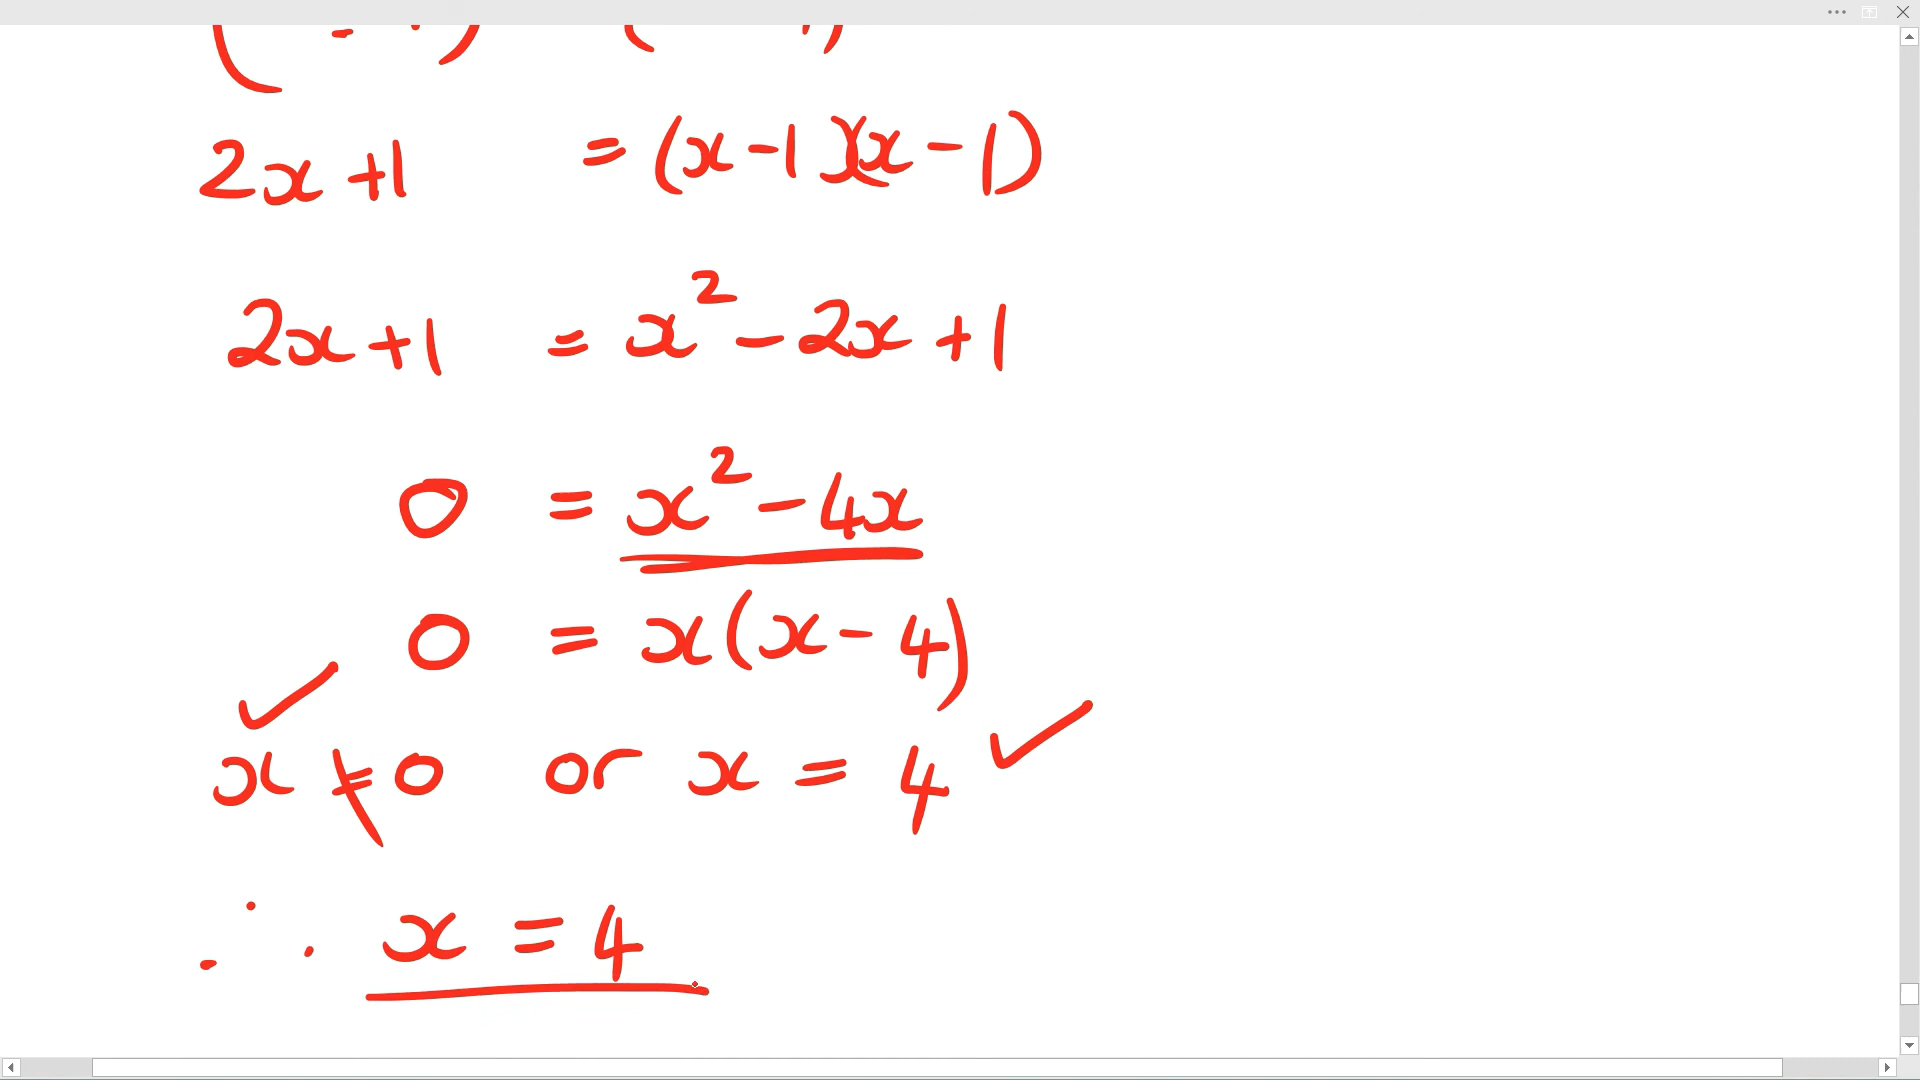 2x+1 = (x-1)(x-1)
2x+1 = x² - 2x + 1
0 = x² - 4x
0 = x(x-4)
x ≠ 0 or x = 4
∴ x = 4